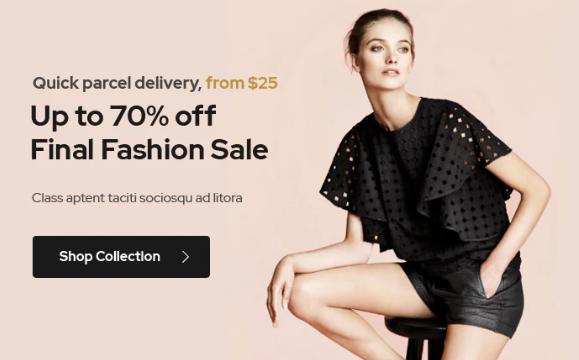 Quick parcel delivery, from $25
Up to 70% off
Final Fashion Sale
Class aptent taciti sociosqu ad litora
Shop Collection